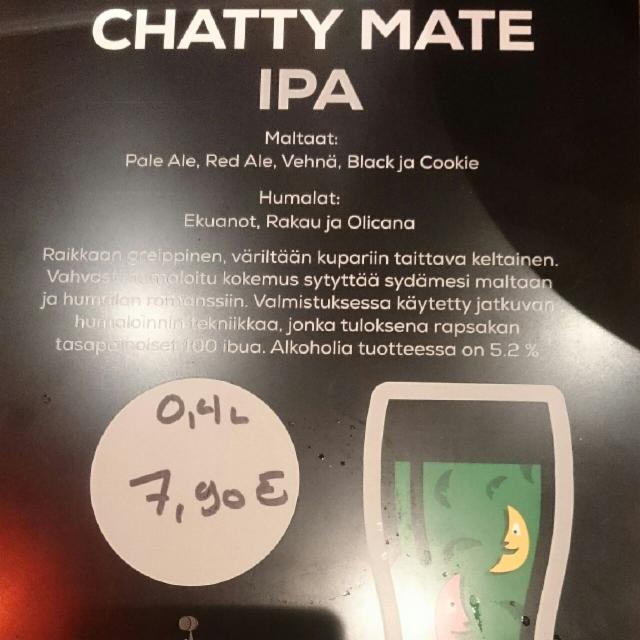 CHATTY MATE
IPA
Maltaat:
Pale Ale, Red Ale, Vehnä, Black ja Cookie
Humalat:
Ekuanot, Rakau ja Olicana
Raikkaan greippinen, väriltään kupariin taittava keltainen.
Vahvasti humaloitu kokemus sytyttää sydämesi maltaan
ja humalan romanssiin. Valmistuksessa käytetty jatkuvan
humaloinnin tekniikkaa, jonka tuloksena rapsakan
tasapainoiset 100 ibua. Alkoholia tuotteessa on 5.2 %
0,4L
7,90€